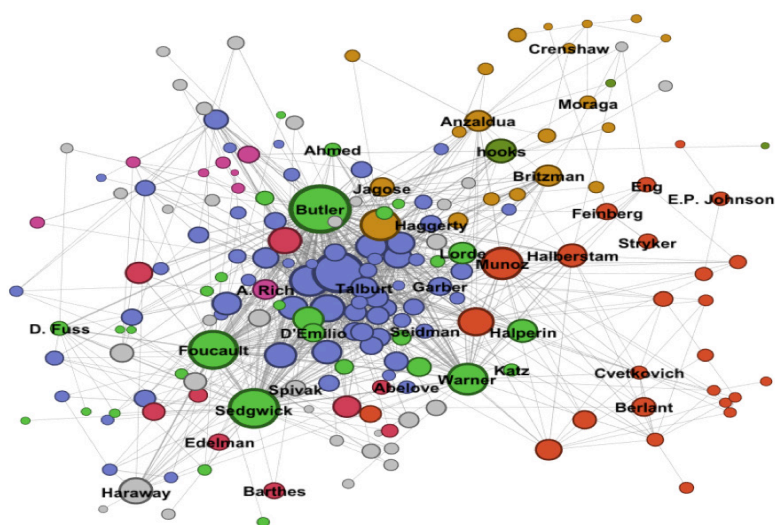 Crenshaw
Moraga
Anzaldua
Ahmed
hooks
Britzman
Jagose
Eng
E.P. Johnson
Butler
Feinberg
Haggerty
Stryker
Lorde
Halberstam
Munoz
A. Rich
Talburt
Garber
D. Fuss
D'Emilio
Seidman
Halperin
Foucault
Katz
Cvetkovich
Warner
Spivak
Abelove
Sedgwick
Berlant
Edelman
Haraway
Barthes